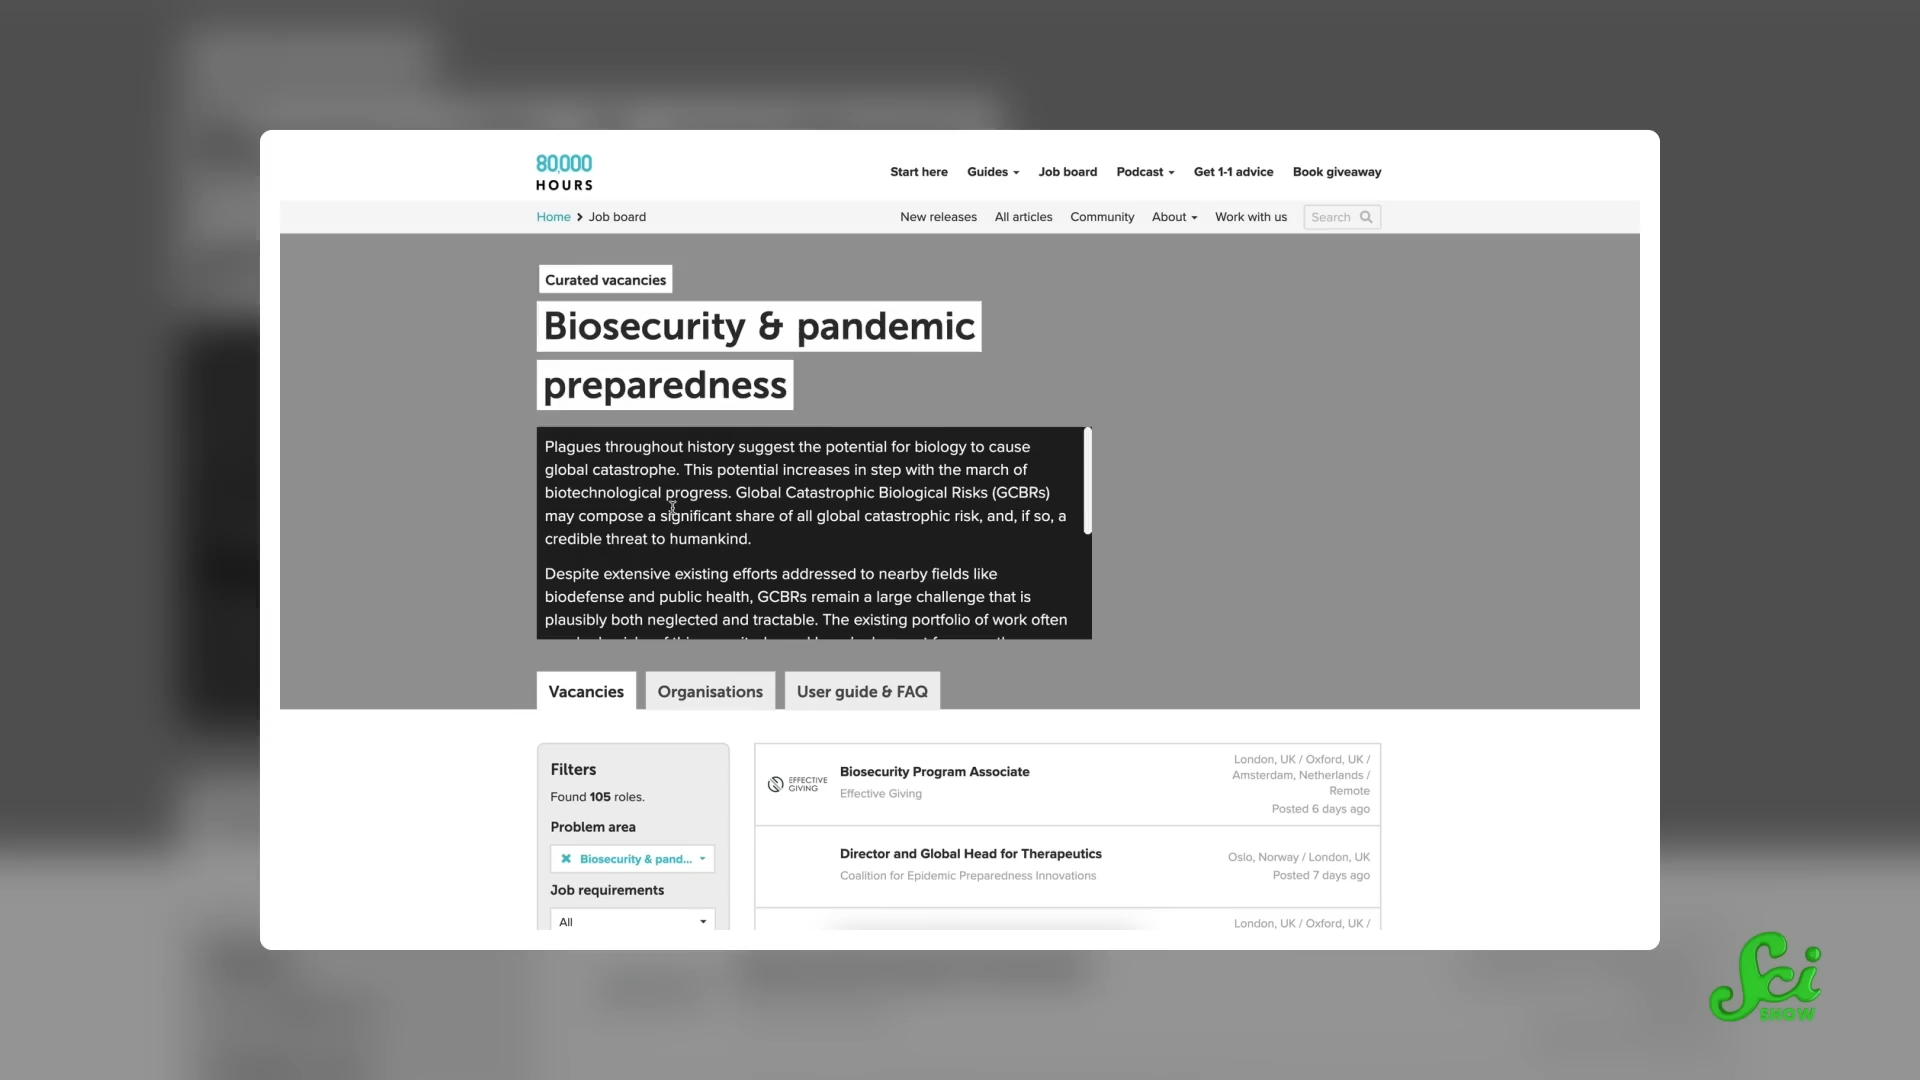 80,000
HOURS
Start here Guides Job board Podcast Get 1-1 advice Book giveaway
Home Job board New releases All articles Community About Work with us Search
Curated vacancies
Biosecurity & pandemic
preparedness
Plagues throughout history suggest the potential for biology to cause
global catastrophe. This potential increases in step with the march of
biotechnological progress. Global Catastrophic Biological Risks (GCBRs)
may compose a significant share of all global catastrophic risk, and, if so, a
credible threat to humankind.
Despite extensive existing efforts addressed to nearby fields like
biodefense and public health, GCBRs remain a large challenge that is
plausibly both neglected and tractable. The existing portfolio of work often
Vacancies Organisations User guide & FAQ
Filters
Found 105 roles.
Problem area
Biosecurity & pand...
Job requirements
All
EFFECTIVE
GIVING
Biosecurity Program Associate
Effective Giving
London, UK / Oxford, UK /
Amsterdam, Netherlands /
Remote
Posted 6 days ago
Director and Global Head for Therapeutics
Coalition for Epidemic Preparedness Innovations
Oslo, Norway / London, UK
Posted 7 days ago
London, UK / Oxford, UK /
Sci
SHOW